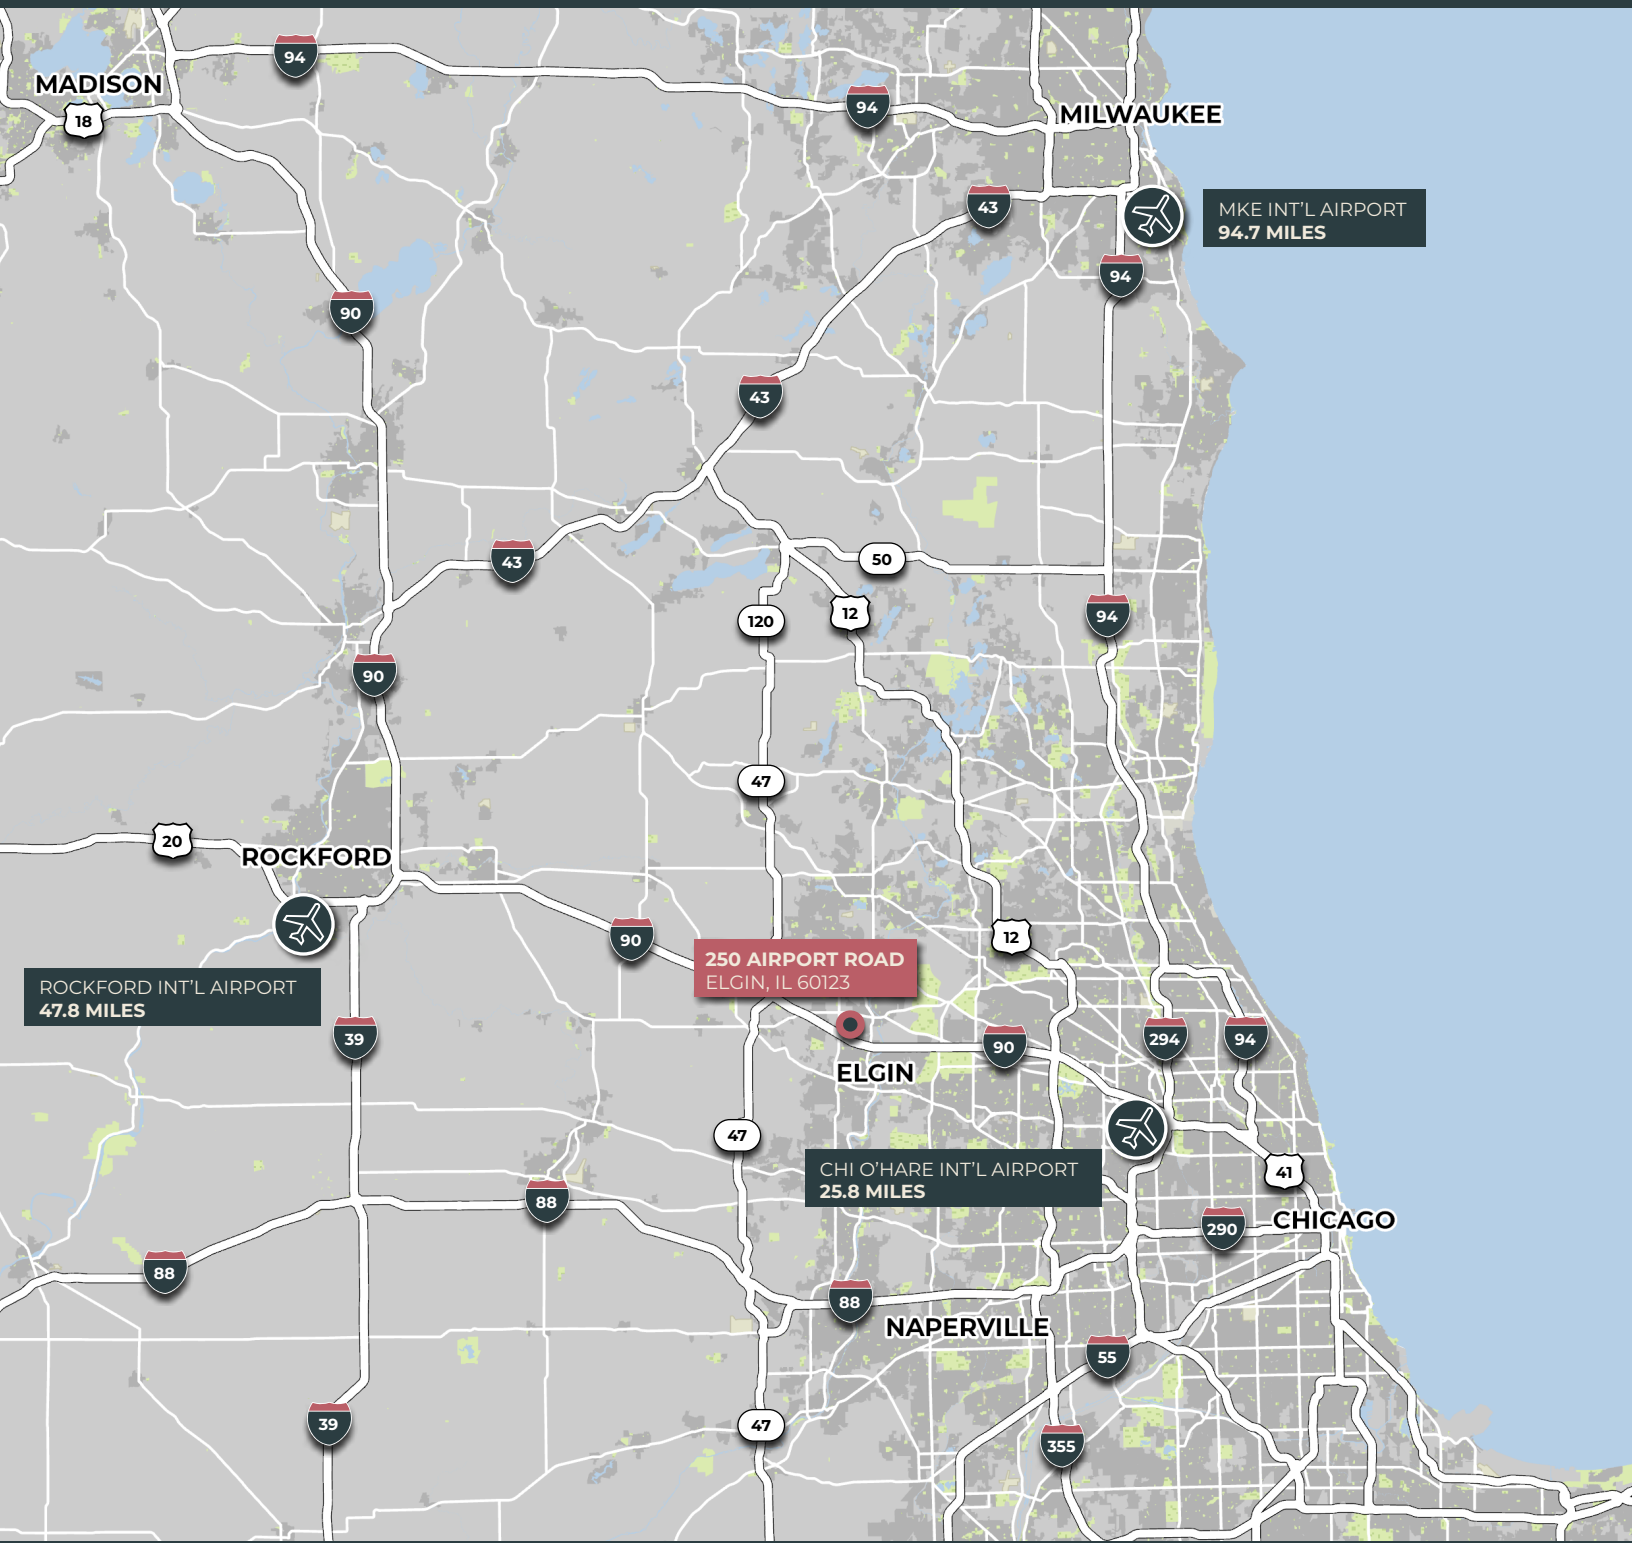 94
MADISON
18
94
MILWAUKEE
43
MKE INT'L AIRPORT
94.7 MILES
94
90
43
43
50
120
12
94
90
47
20
ROCKFORD
90
12
250 AIRPORT ROAD
ELGIN, IL 60123
ROCKFORD INT'L AIRPORT
47.8 MILES
39
90
294
94
ELGIN
47
CHI O'HARE INT'L AIRPORT
25.8 MILES
41
88
290
CHICAGO
88
88
NAPERVILLE
55
39
47
355